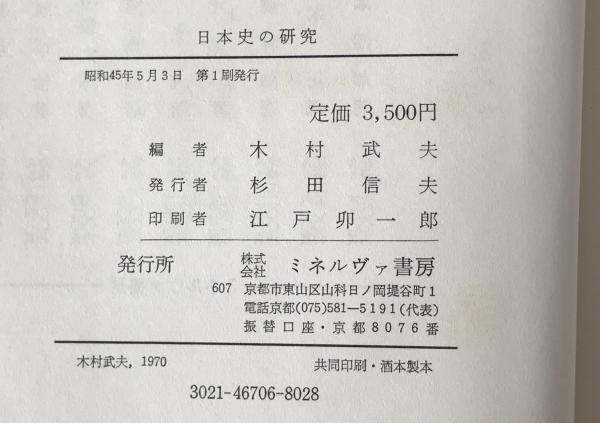 日本史の研究
昭和45年5月3日 第1刷発行
定価 3,500円
編者 木村武夫
発行者 杉田信夫
印刷者 江戸卯一郎
発行所 株式会社 ミネルヴァ書房
607 京都市東山区山科日ノ岡堤谷町1
電話京都(075)581—5191(代表)
振替口座・京都8076番
木村武夫, 1970 共同印刷・酒本製本
3021-46706-8028